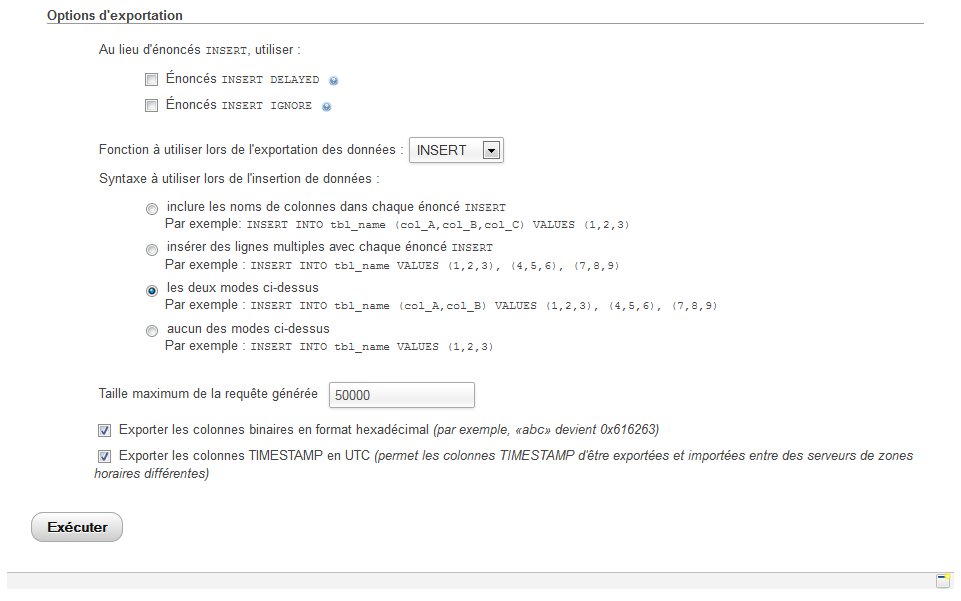 Options d'exportation
Au lieu d'énoncés INSERT, utiliser :
Énoncés INSERT DELAYED
Énoncés INSERT IGNORE
Fonction à utiliser lors de l'exportation des données : INSERT
Syntaxe à utiliser lors de l'insertion de données :
inclure les noms de colonnes dans chaque énoncé INSERT
Par exemple: INSERT INTO tbl_name (col_A,col_B,col_C) VALUES (1,2,3)
insérer des lignes multiples avec chaque énoncé INSERT
Par exemple : INSERT INTO tbl_name VALUES (1,2,3), (4,5,6), (7,8,9)
les deux modes ci-dessus
Par exemple : INSERT INTO tbl_name (col_A,col_B) VALUES (1,2,3), (4,5,6), (7,8,9)
aucun des modes ci-dessus
Par exemple : INSERT INTO tbl_name VALUES (1,2,3)
Taille maximum de la requête générée 50000
Exporter les colonnes binaires en format hexadécimal (par exemple, «abc» devient 0x616263)
Exporter les colonnes TIMESTAMP en UTC (permet les colonnes TIMESTAMP d'être exportées et importées entre des serveurs de zones
horaires différentes)
Exécuter